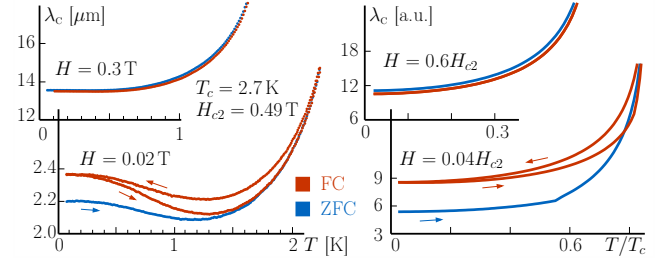 λc [μm]
18
16
14
12
H = 0.3 T
0
1
Tc = 2.7 K
Hc2 = 0.49 T
2.4
2.2
2.0
H = 0.02 T
FC
ZFC
0
1
2
T [K]
λc [a.u.]
18
12
6
H = 0.6Hc2
0
0.3
9
6
3
H = 0.04Hc2
0
0.6
T/Tc